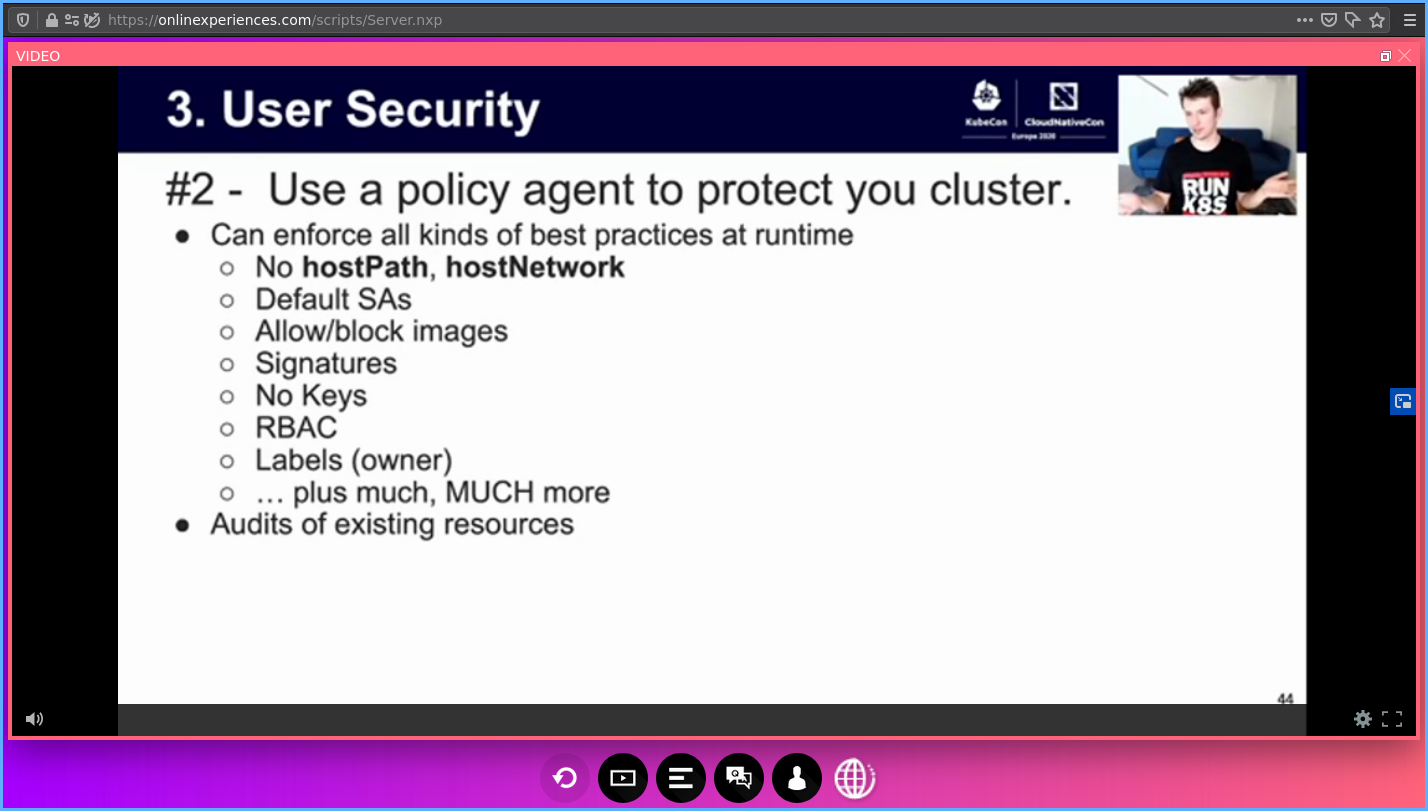 https://onlinexperiences.com/scripts/Server.nxp
VIDEO
3. User Security
KubeCon
CloudNativeCon
Europe 2020
RUN
K8S
#2 - Use a policy agent to protect you cluster.
● Can enforce all kinds of best practices at runtime
○ No hostPath, hostNetwork
○ Default SAs
○ Allow/block images
○ Signatures
○ No Keys
○ RBAC
○ Labels (owner)
○ … plus much, MUCH more
● Audits of existing resources
44